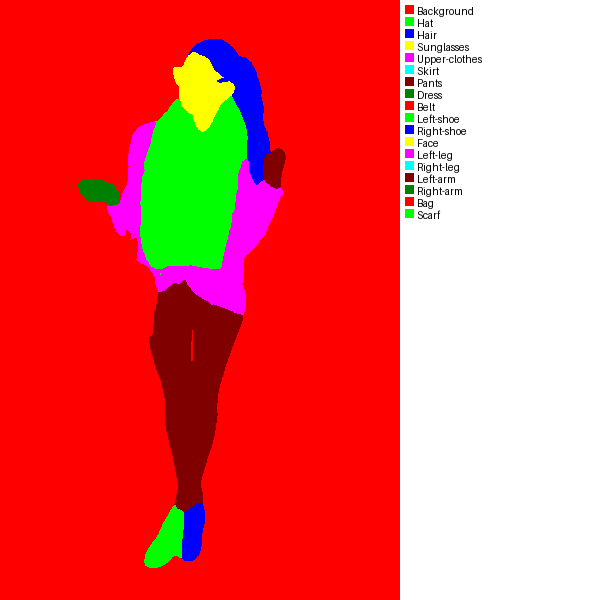 Background
Hat
Hair
Sunglasses
Upper-clothes
Skirt
Pants
Dress
Belt
Left-shoe
Right-shoe
Face
Left-leg
Right-leg
Left-arm
Right-arm
Bag
Scarf